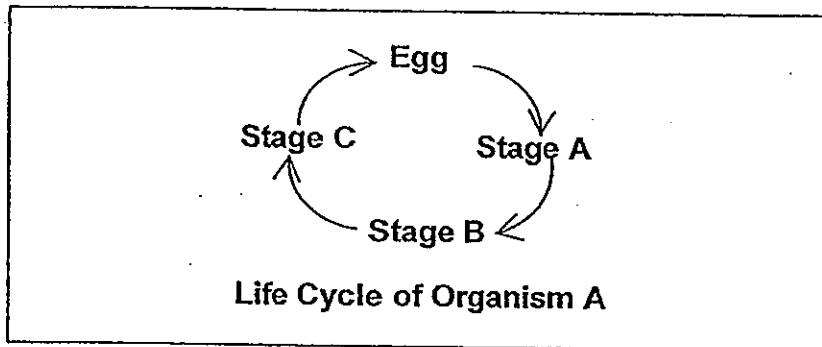 Egg
Stage C
Stage A
Stage B
Life Cycle of Organism A